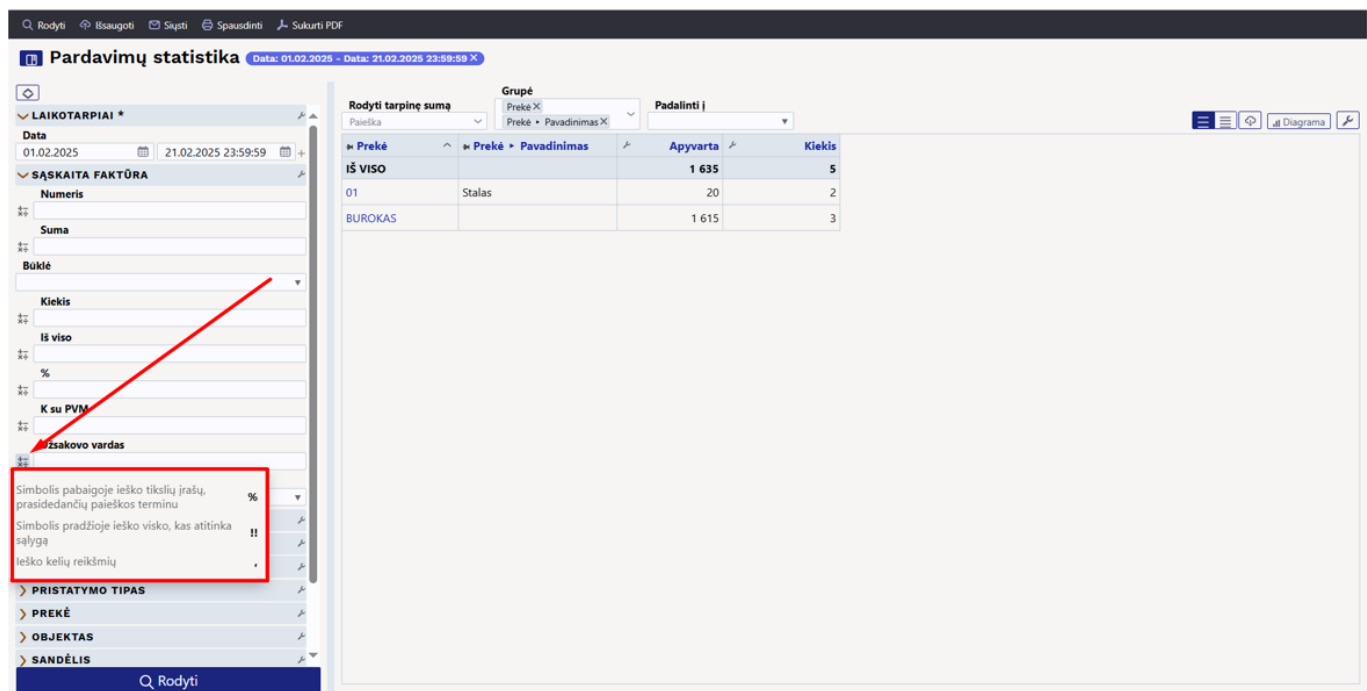 Rodyti Išsaugoti Siųsti Spausdinti Sukurti PDF
Pardavimų statistika Data: 01.02.2025 - Data: 21.02.2025 23:59:59 ×
LAIKOTARPIAI *
Data
01.02.2025 21.02.2025 23:59:59 +
SĄSKAITA FAKTŪRA
Numeris
Suma
Būklė
Kiekis
Iš viso
%
K su PVM
Užsakovo vardas
Simbolis pabaigoje ieško tikslių įrašų,
prasidedančių paieškos terminu %
Simbolis pradžioje ieško visko, kas atitinka
sąlygą !!
Ieško kelių reikšmių ,
PRISTATYMO TIPAS
PREKĖ
OBJEKTAS
SANDĖLIS
Rodyti
Rodyti tarpinę sumą
Paieška
Grupė
Prekė ×
Prekė ▸ Pavadinimas ×
Padalinti į
Diagrama
Prekė Prekė ▸ Pavadinimas Apyvarta Kiekis
IŠ VISO 1 635 5
01 Stalas 20 2
BUROKAS 1 615 3